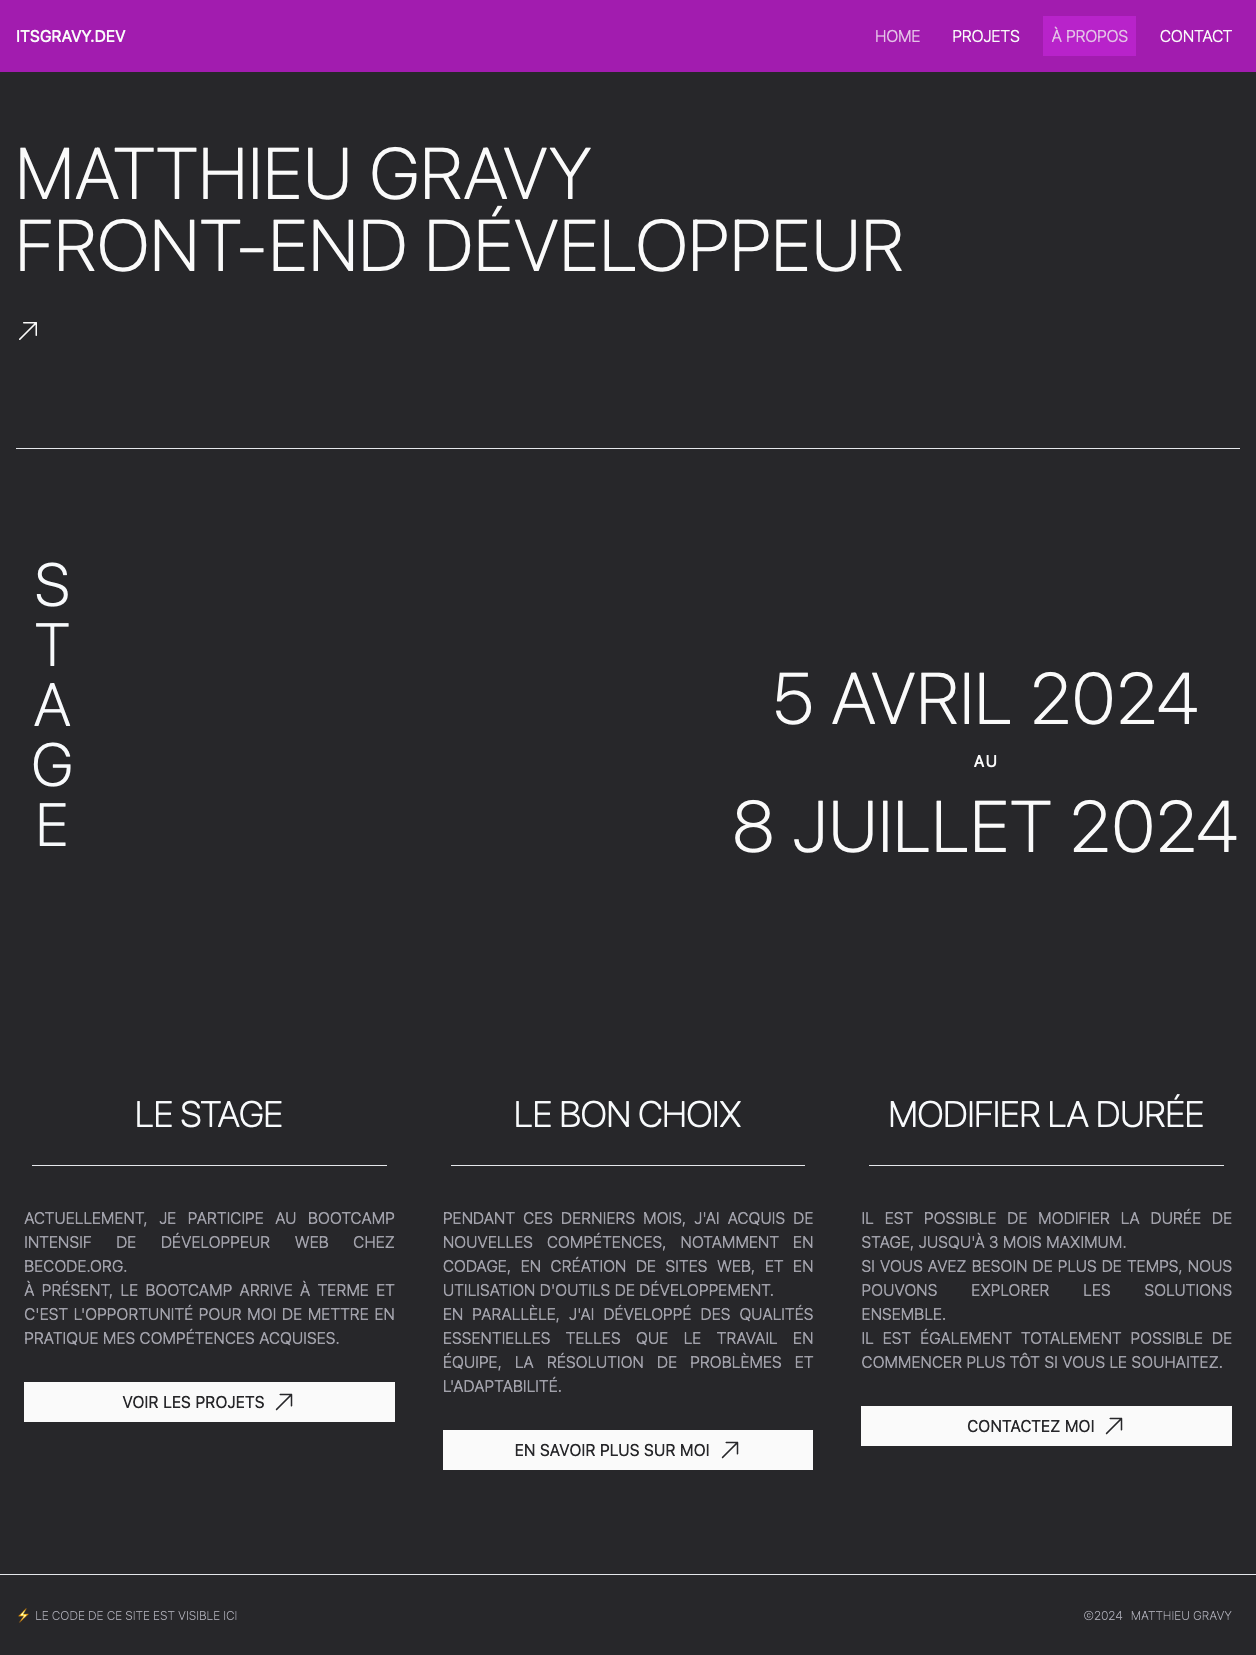 ITSGRAVY.DEV
HOME PROJETS À PROPOS CONTACT
MATTHIEU GRAVY
FRONT-END DÉVELOPPEUR
STAGE
5 AVRIL 2024
AU
8 JUILLET 2024
LE STAGE
ACTUELLEMENT, JE PARTICIPE AU BOOTCAMP
INTENSIF DE DÉVELOPPEUR WEB CHEZ
BECODE.ORG.
À PRÉSENT, LE BOOTCAMP ARRIVE À TERME ET
C'EST L'OPPORTUNITÉ POUR MOI DE METTRE EN
PRATIQUE MES COMPÉTENCES ACQUISES.
VOIR LES PROJETS
LE BON CHOIX
PENDANT CES DERNIERS MOIS, J'AI ACQUIS DE
NOUVELLES COMPÉTENCES, NOTAMMENT EN
CODAGE, EN CRÉATION DE SITES WEB, ET EN
UTILISATION D'OUTILS DE DÉVELOPPEMENT.
EN PARALLÈLE, J'AI DÉVELOPPÉ DES QUALITÉS
ESSENTIELLES TELLES QUE LE TRAVAIL EN
ÉQUIPE, LA RÉSOLUTION DE PROBLÈMES ET
L'ADAPTABILITÉ.
EN SAVOIR PLUS SUR MOI
MODIFIER LA DURÉE
IL EST POSSIBLE DE MODIFIER LA DURÉE DE
STAGE, JUSQU'À 3 MOIS MAXIMUM.
SI VOUS AVEZ BESOIN DE PLUS DE TEMPS, NOUS
POUVONS EXPLORER LES SOLUTIONS
ENSEMBLE.
IL EST ÉGALEMENT TOTALEMENT POSSIBLE DE
COMMENCER PLUS TÔT SI VOUS LE SOUHAITEZ.
CONTACTEZ MOI
⚡ LE CODE DE CE SITE EST VISIBLE ICI
©2024 MATTHIEU GRAVY